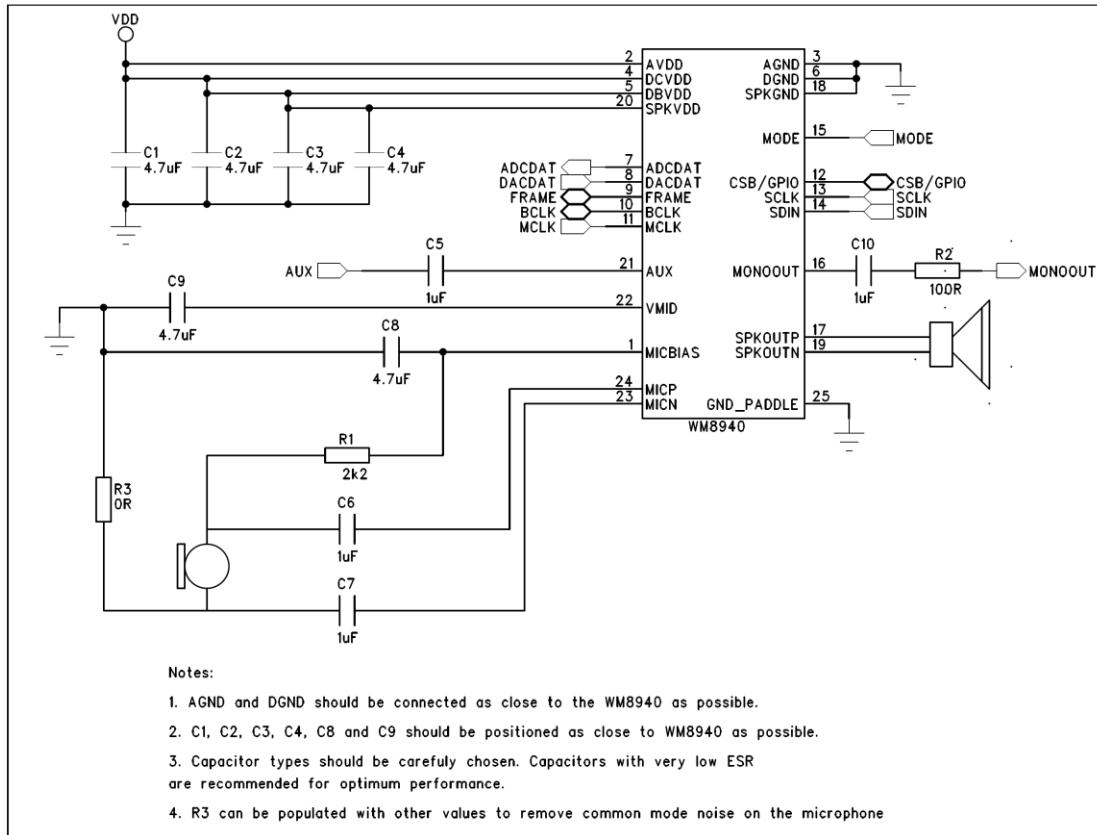 VDD
2 AVDD
4 DCVDD
5 DBVDD
20 SPKVDD
AGND 3
DGND 6
SPKGND 18
MODE 15 MODE
C1 4.7uF
C2 4.7uF
C3 4.7uF
C4 4.7uF
ADCDAT 7 ADCDAT
DACDAT 8 DACDAT
FRAME 9 FRAME
BCLK 10 BCLK
MCLK 11 MCLK
CSB/GPIO 12 CSB/GPIO
SCLK 13 SCLK
SDIN 14 SDIN
AUX C5 1uF 21 AUX
MONOOUT 16 C10 1uF R2 100R MONOOUT
C9 4.7uF 22 VMID
SPKOUTP 17
SPKOUTN 19
C8 4.7uF 1 MICBIAS
24 MICP
23 MICN
GND_PADDLE 25
WM8940
R1 2k2
R3 0R
C6 1uF
C7 1uF
Notes:
1. AGND and DGND should be connected as close to the WM8940 as possible.
2. C1, C2, C3, C4, C8 and C9 should be positioned as close to WM8940 as possible.
3. Capacitor types should be carefuly chosen. Capacitors with very low ESR
are recommended for optimum performance.
4. R3 can be populated with other values to remove common mode noise on the microphone